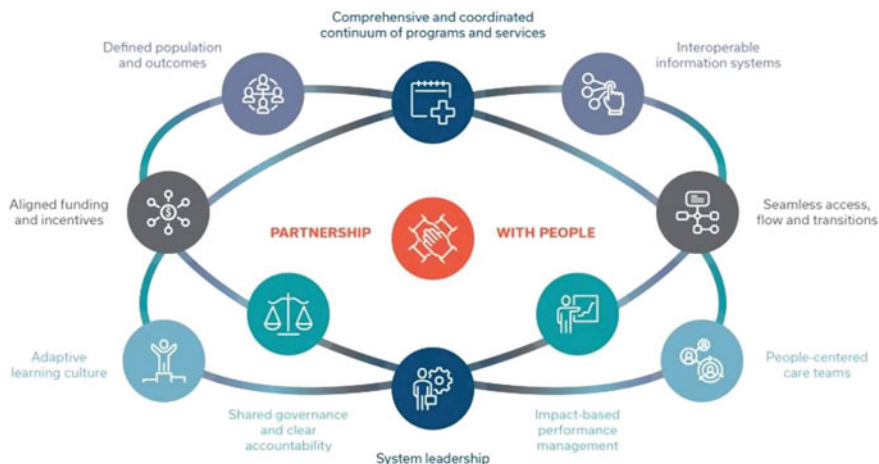 Comprehensive and coordinated
continuum of programs and services
Defined population
and outcomes
Interoperable
information systems
Aligned funding
and incentives
$
Seamless access,
flow and transitions
PARTNERSHIP
WITH PEOPLE
Adaptive
learning culture
People-centered
care teams
Shared governance
and clear
accountability
Impact-based
performance
management
System leadership